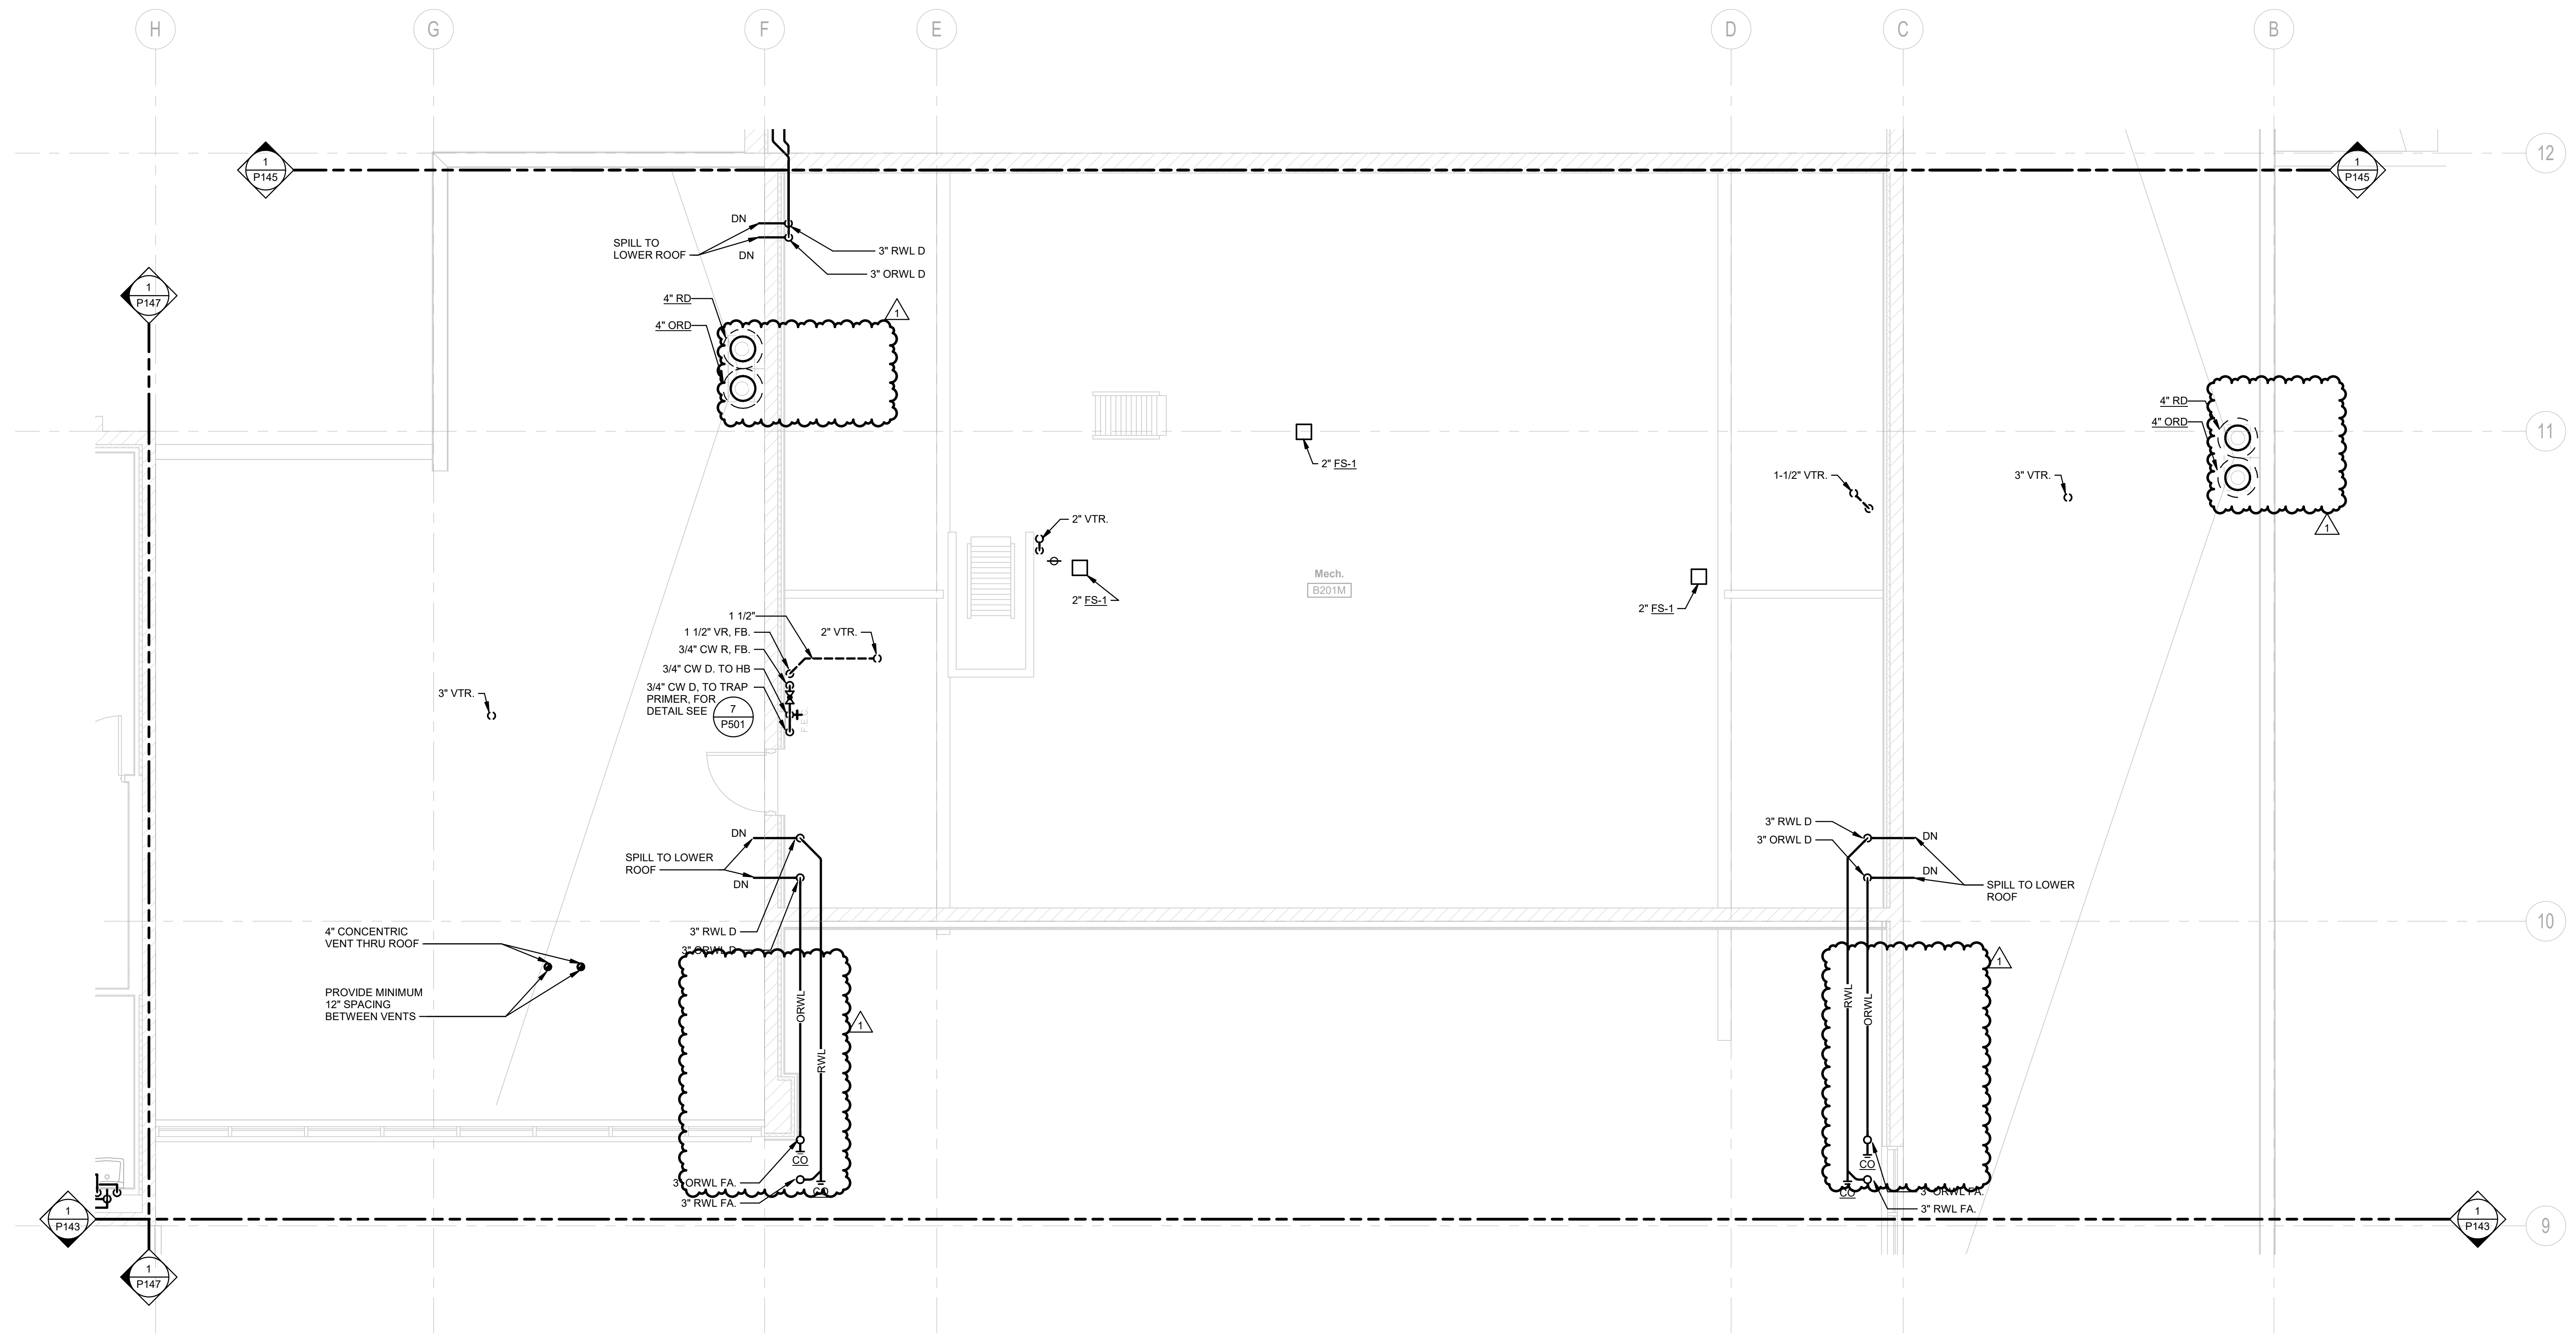 H
G
F
E
D
C
B
12
1
P145
1
P145
DN
SPILL TO
LOWER ROOF
DN
3" RWL D
3" ORWL D
1
P147
4" RD
4" ORD
1
11
4" RD
4" ORD
1
2" FS-1
1-1/2" VTR.
3" VTR.
2" VTR.
2" FS-1
Mech.
B201M
2" FS-1
1 1/2"
1 1/2" VR, FB.
2" VTR.
3/4" CW R, FB.
3/4" CW D. TO HB
3/4" CW D, TO TRAP
PRIMER, FOR
DETAIL SEE
7
P501
3" VTR.
DN
SPILL TO LOWER
ROOF
DN
3" RWL D
3" ORWL D
DN
DN
SPILL TO LOWER
ROOF
10
4" CONCENTRIC
VENT THRU ROOF
3" RWL D
3" ORWL D
PROVIDE MINIMUM
12" SPACING
BETWEEN VENTS
ORWL
RWL
1
RWL
ORWL
1
CO
3" ORWL FA.
CO
3" RWL FA.
CO
CO
3" ORWL FA.
3" RWL FA.
1
P143
1
P143
9
1
P147